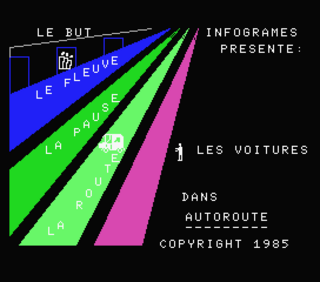 LE BUT
INFOGRAMES
PRESENTE:
LE FLEUVE
LA PAUSE
LA ROUTE
LES VOITURES
DANS
AUTOROUTE
COPYRIGHT 1985